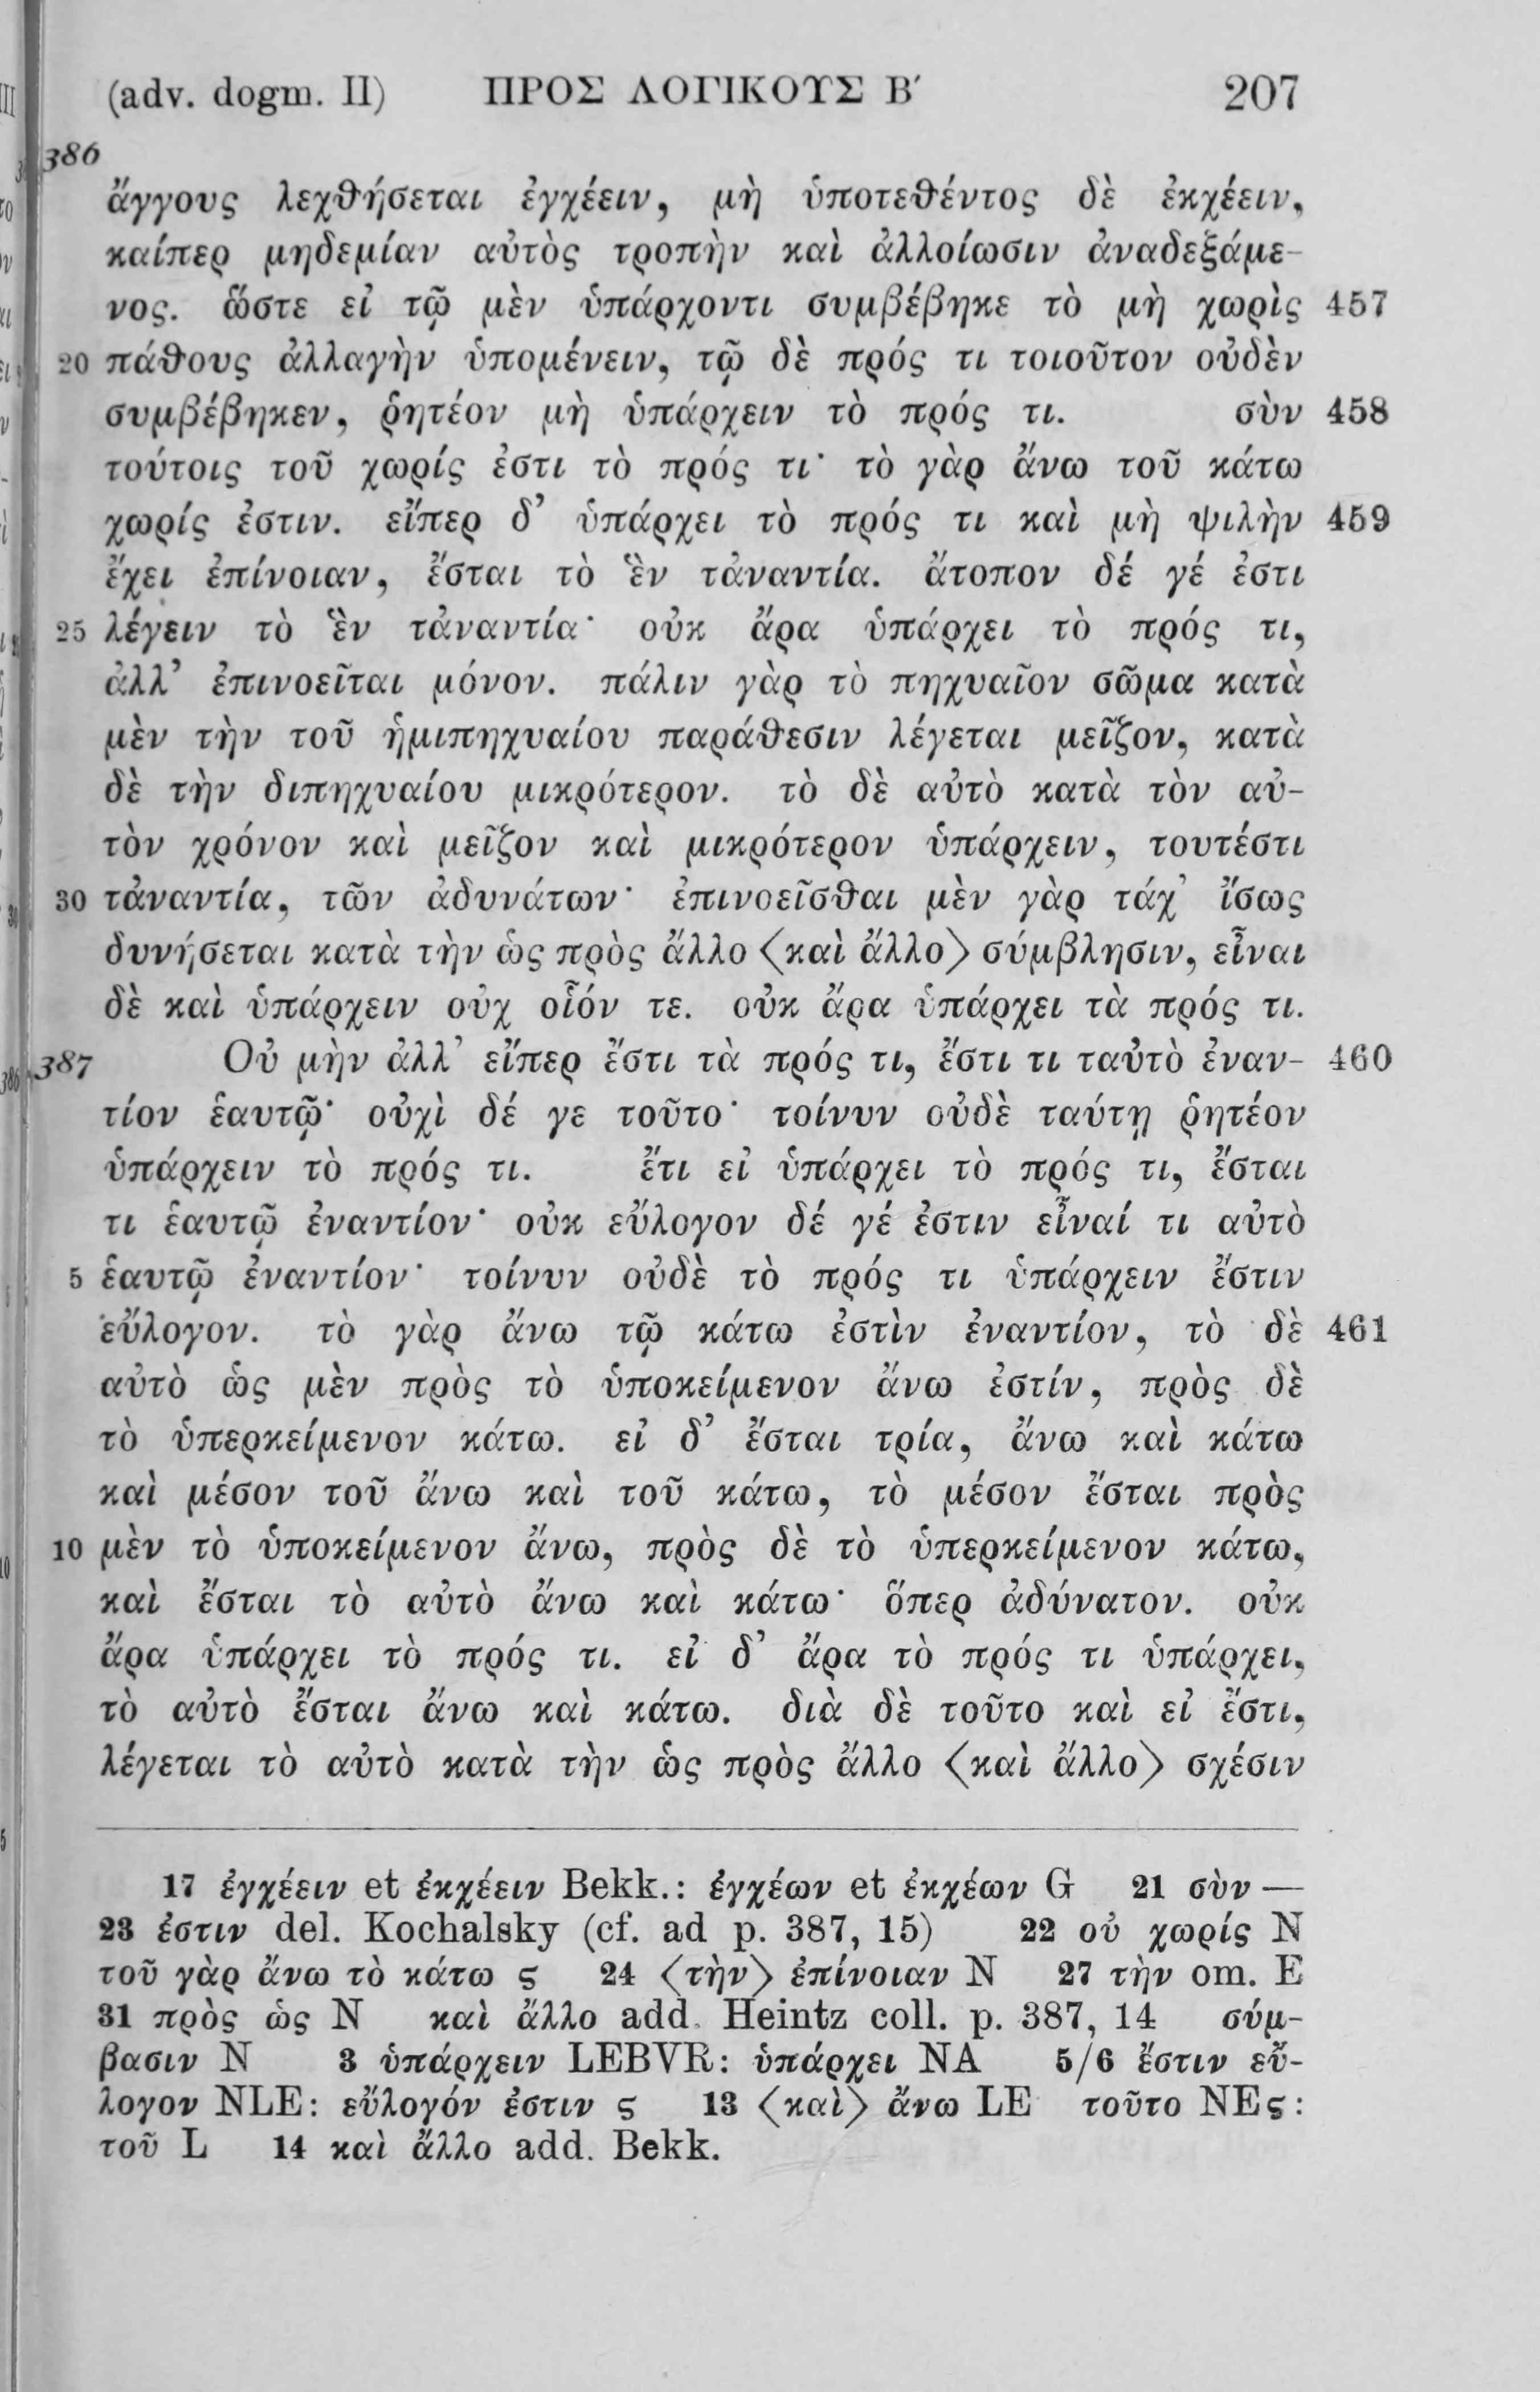 (adv. dogm. II) ΠΡΟΣ ΛΟΓΙΚΟΥΣ Β′ 207
386
ἄγγους λεχθήσεται ἐγχέειν, μὴ ὑποτεθέντος δὲ ἐκχέειν,
καίπερ μηδεμίαν αὐτὸς τροπὴν καὶ ἀλλοίωσιν ἀναδεξάμε-
νος. ὥστε εἰ τῷ μὲν ὑπάρχοντι συμβέβηκε τὸ μὴ χωρὶς 457
20 πάθους ἀλλαγὴν ὑπομένειν, τῷ δὲ πρός τι τοιοῦτον οὐδὲν
συμβέβηκεν, ῥητέον μὴ ὑπάρχειν τὸ πρός τι. σὺν 458
τούτοις τοῦ χωρίς ἐστι τὸ πρός τι· τὸ γὰρ ἄνω τοῦ κάτω
χωρίς ἐστιν. εἴπερ δ’ ὑπάρχει τὸ πρός τι καὶ μὴ ψιλὴν 459
ἔχει ἐπίνοιαν, ἔσται τὸ ἓν τἀναντία. ἄτοπον δέ γέ ἐστι
25 λέγειν τὸ ἓν τἀναντία· οὐκ ἄρα ὑπάρχει τὸ πρός τι,
ἀλλ’ ἐπινοεῖται μόνον. πάλιν γὰρ τὸ πηχυαῖον σῶμα κατὰ
μὲν τὴν τοῦ ἡμιπηχυαίου παράθεσιν λέγεται μεῖζον, κατὰ
δὲ τὴν διπηχυαίου μικρότερον. τὸ δὲ αὐτὸ κατὰ τὸν αὐ-
τὸν χρόνον καὶ μεῖζον καὶ μικρότερον ὑπάρχειν, τουτέστι
30 τἀναντία, τῶν ἀδυνάτων· ἐπινοεῖσθαι μὲν γὰρ τάχ’ ἴσως
δυνήσεται κατὰ τὴν ὡς πρὸς ἄλλο ⟨καὶ ἄλλο⟩ σύμβλησιν, εἶναι
δὲ καὶ ὑπάρχειν οὐχ οἷόν τε. οὐκ ἄρα ὑπάρχει τὰ πρός τι.
387 Οὐ μὴν ἀλλ’ εἴπερ ἔστι τὰ πρός τι, ἔστι τι ταὐτὸ ἐναν- 460
τίον ἑαυτῷ· οὐχὶ δέ γε τοῦτο· τοίνυν οὐδὲ ταύτῃ ῥητέον
ὑπάρχειν τὸ πρός τι. ἔτι εἰ ὑπάρχει τὸ πρός τι, ἔσται
τι ἑαυτῷ ἐναντίον· οὐκ εὔλογον δέ γέ ἐστιν εἶναί τι αὐτὸ
5 ἑαυτῷ ἐναντίον· τοίνυν οὐδὲ τὸ πρός τι ὑπάρχειν ἔστιν
εὔλογον. τὸ γὰρ ἄνω τῷ κάτω ἐστὶν ἐναντίον, τὸ δὲ 461
αὐτὸ ὡς μὲν πρὸς τὸ ὑποκείμενον ἄνω ἐστίν, πρὸς δὲ
τὸ ὑπερκείμενον κάτω. εἰ δ’ ἔσται τρία, ἄνω καὶ κάτω
καὶ μέσον τοῦ ἄνω καὶ τοῦ κάτω, τὸ μέσον ἔσται πρὸς
10 μὲν τὸ ὑποκείμενον ἄνω, πρὸς δὲ τὸ ὑπερκείμενον κάτω,
καὶ ἔσται τὸ αὐτὸ ἄνω καὶ κάτω· ὅπερ ἀδύνατον. οὐκ
ἄρα ὑπάρχει τὸ πρός τι. εἰ δ’ ἄρα τὸ πρός τι ὑπάρχει,
τὸ αὐτὸ ἔσται ἄνω καὶ κάτω. διὰ δὲ τοῦτο καὶ εἰ ἔστι,
λέγεται τὸ αὐτὸ κατὰ τὴν ὡς πρὸς ἄλλο ⟨καὶ ἄλλο⟩ σχέσιν
17 ἐγχέειν et ἐκχέειν Bekk.: ἐγχέων et ἐκχέων G 21 σὺν —
23 ἐστιν del. Kochalsky (cf. ad p. 387, 15) 22 οὐ χωρίς N
τοῦ γὰρ ἄνω τὸ κάτω ς 24 ⟨τὴν⟩ ἐπίνοιαν N 27 τὴν om. E
31 πρὸς ὡς N καὶ ἄλλο add. Heintz coll. p. 387, 14 σύμ-
βασιν N 3 ὑπάρχειν LEBVR: ὑπάρχει NA 5/6 ἔστιν εὔ-
λογον NLE: εὔλογόν ἐστιν ς 13 ⟨καὶ⟩ ἄνω LE τοῦτο NEς:
τοῦ L 14 καὶ ἄλλο add. Bekk.